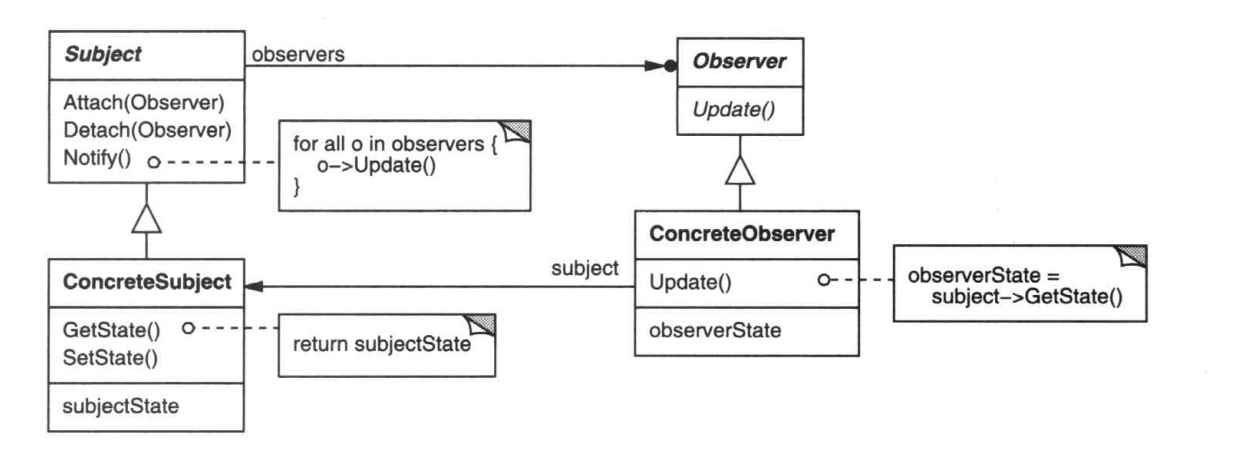 Subject
Attach(Observer)
Detach(Observer)
Notify()
observers
for all o in observers {
o->Update()
}
Observer
Update()
ConcreteSubject
GetState()
SetState()
subjectState
return subjectState
subject
ConcreteObserver
Update()
observerState
observerState =
subject->GetState()